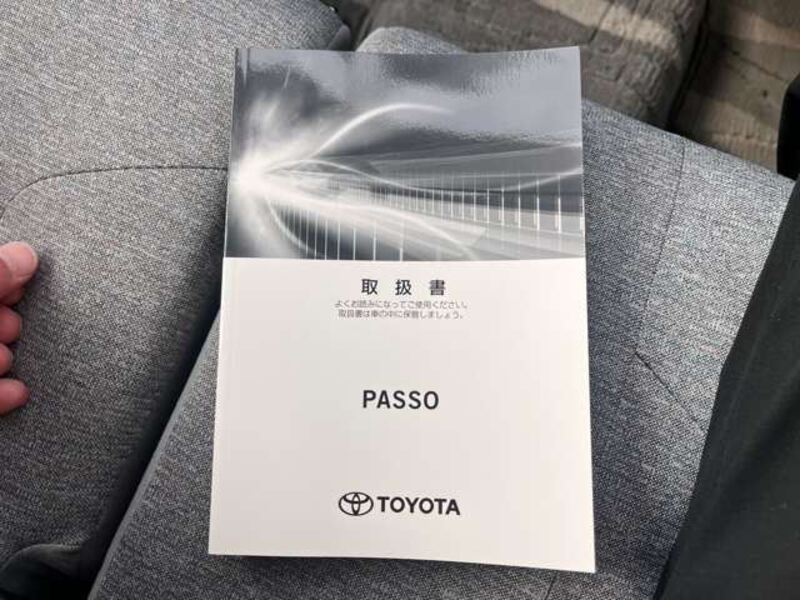 取扱書
よくお読みになってご使用ください。
取扱書は車の中に保管しましょう。
PASSO
TOYOTA